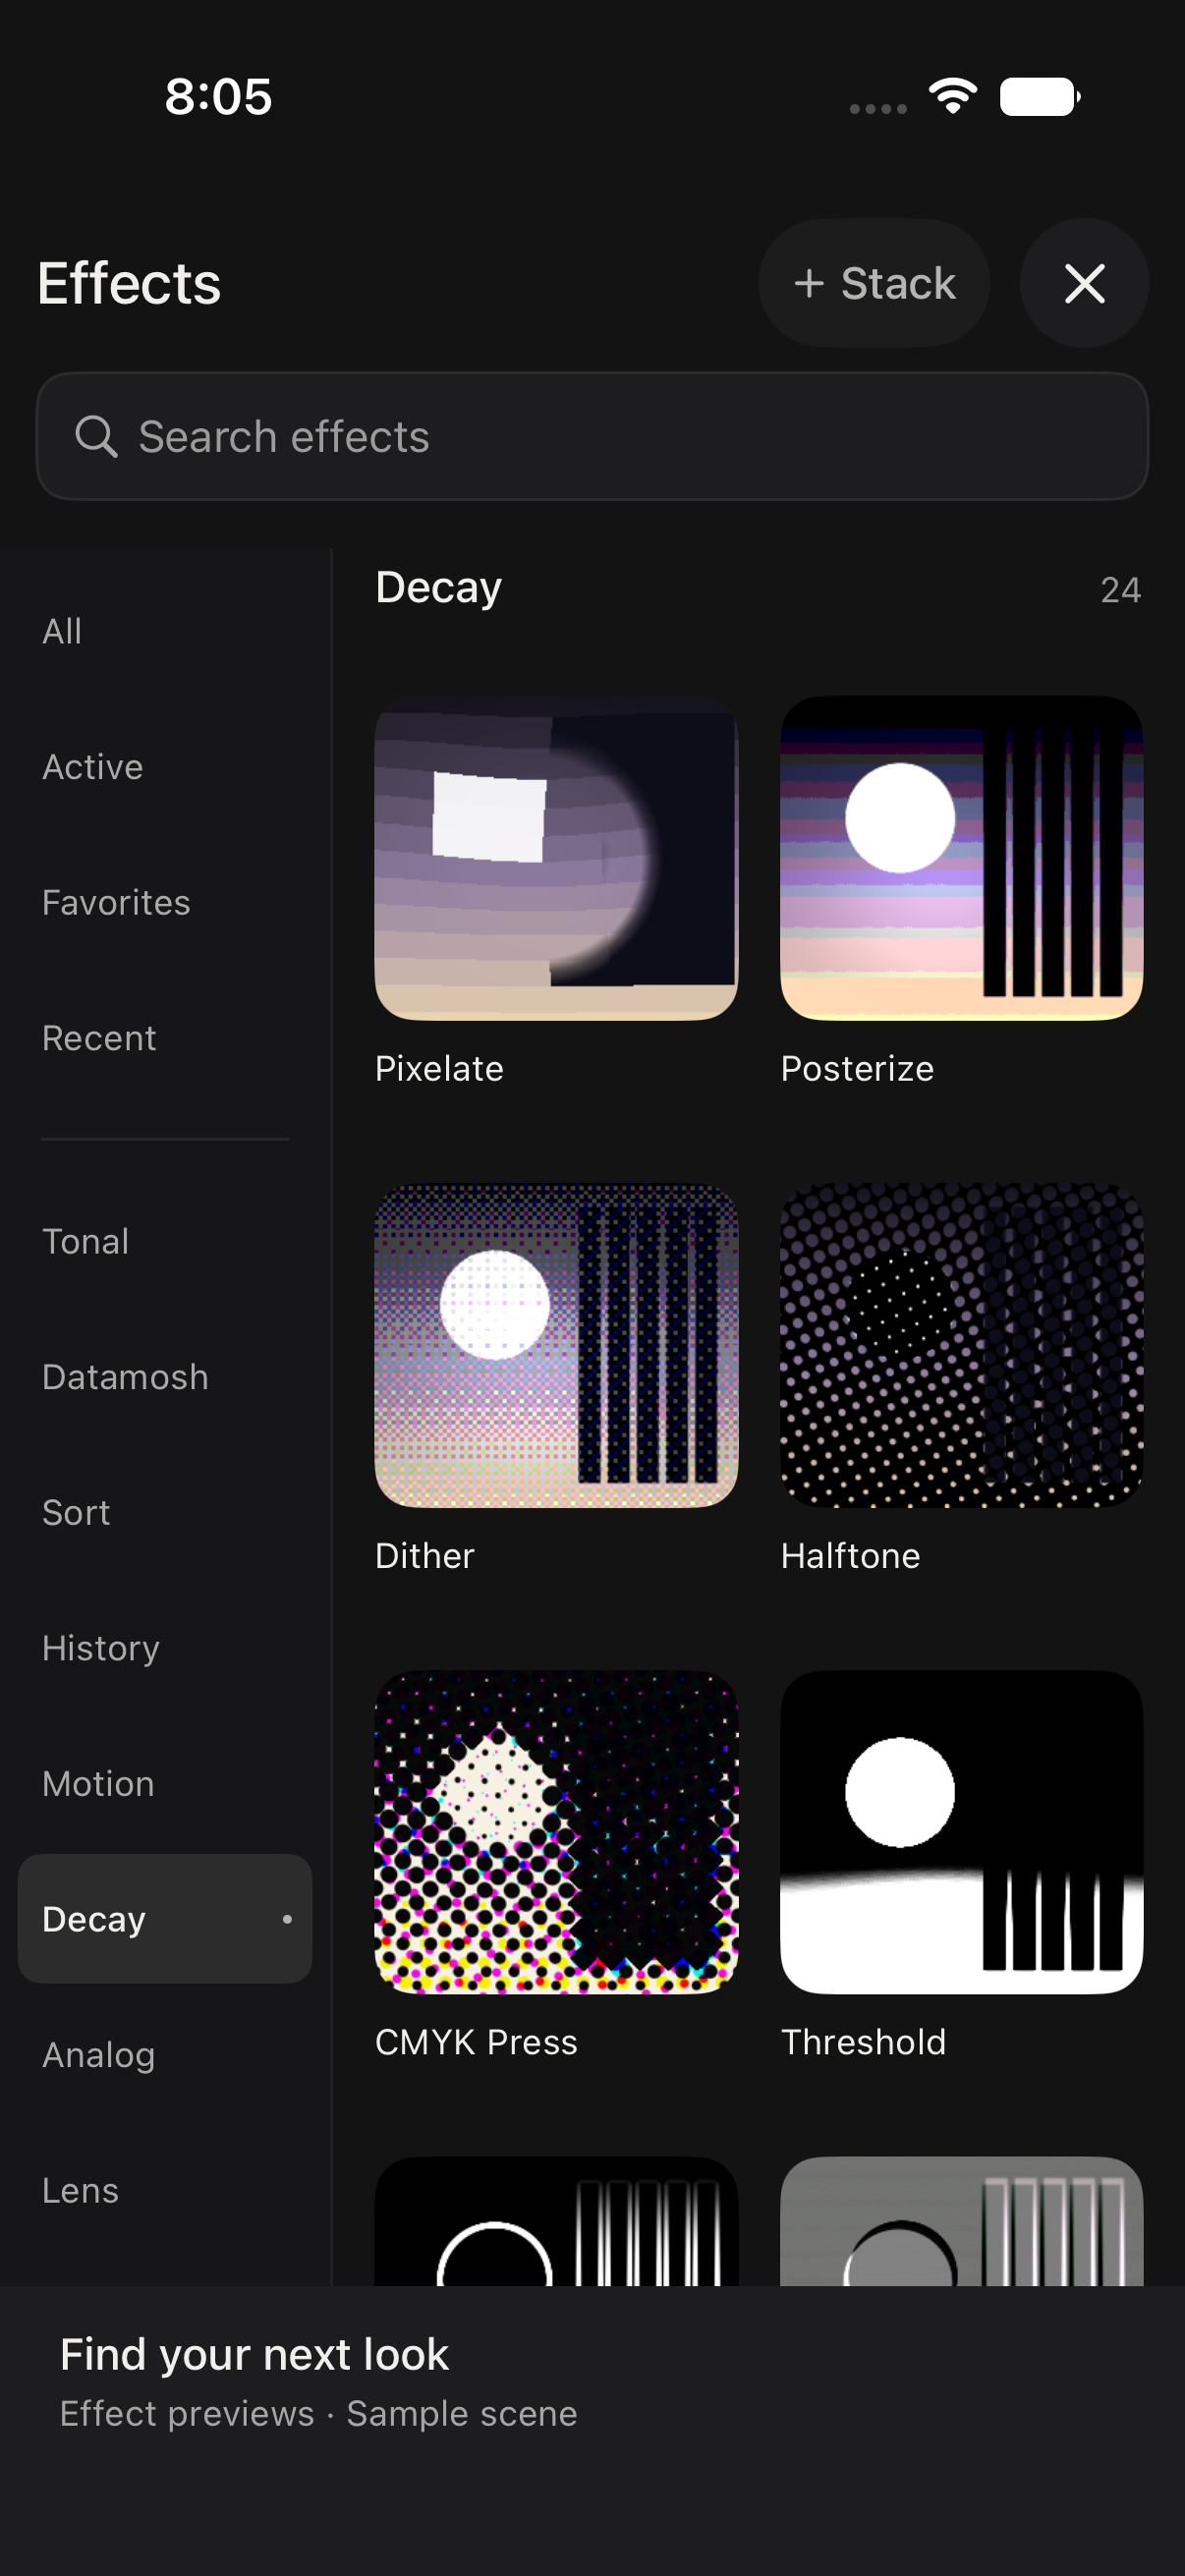 8:05
Effects
+ Stack
Search effects
All
Active
Favorites
Recent
Tonal
Datamosh
Sort
History
Motion
Decay
Analog
Lens
Decay
24
Pixelate
Posterize
Dither
Halftone
CMYK Press
Threshold
Find your next look
Effect previews · Sample scene